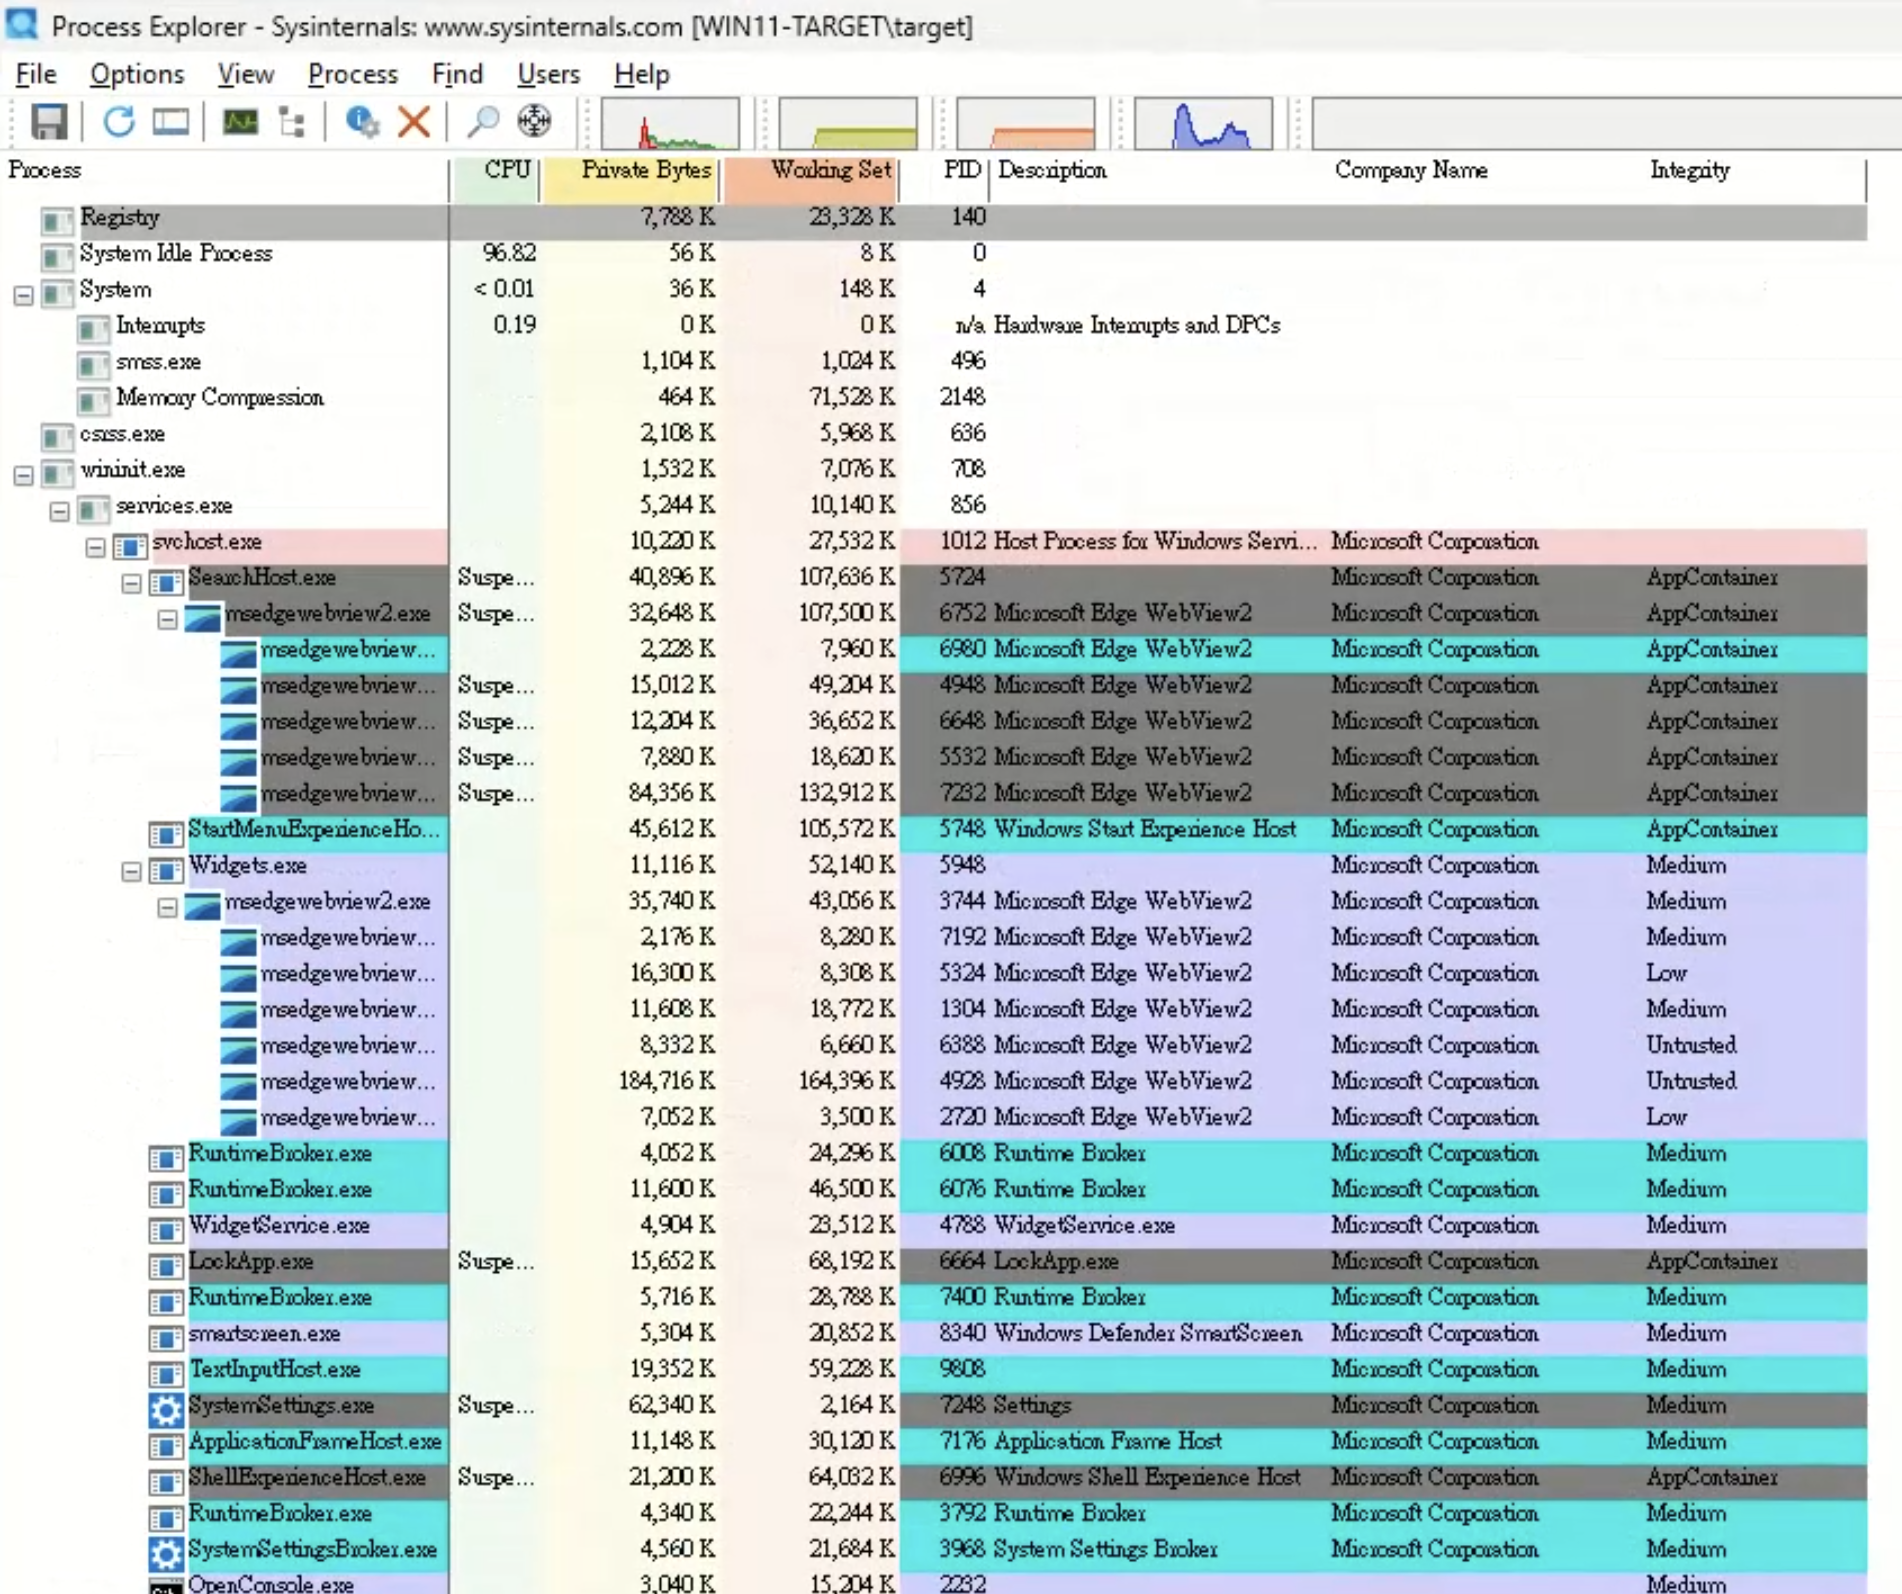 Process Explorer - Sysinternals: www.sysinternals.com [WIN11-TARGET\target]
File Options View Process Find Users Help
Process CPU Private Bytes Working Set PID Description Company Name Integrity
Registry 7,788 K 23,328 K 140
System Idle Process 96.82 56 K 8 K 0
System < 0.01 36 K 148 K 4
Interrupts 0.19 0 K 0 K n/a Hardware Interrupts and DPCs
smss.exe 1,104 K 1,024 K 496
Memory Compression 464 K 71,528 K 2148
csrss.exe 2,108 K 5,968 K 636
wininit.exe 1,532 K 7,076 K 708
services.exe 5,244 K 10,140 K 856
svchost.exe 10,220 K 27,532 K 1012 Host Process for Windows Servi... Microsoft Corporation
SearchHost.exe Suspe... 40,896 K 107,636 K 5724 Microsoft Corporation AppContainer
msedgewebview2.exe Suspe... 32,648 K 107,500 K 6752 Microsoft Edge WebView2 Microsoft Corporation AppContainer
msedgewebview... 2,228 K 7,960 K 6980 Microsoft Edge WebView2 Microsoft Corporation AppContainer
msedgewebview... Suspe... 15,012 K 49,204 K 4948 Microsoft Edge WebView2 Microsoft Corporation AppContainer
msedgewebview... Suspe... 12,204 K 36,652 K 6648 Microsoft Edge WebView2 Microsoft Corporation AppContainer
msedgewebview... Suspe... 7,880 K 18,620 K 5532 Microsoft Edge WebView2 Microsoft Corporation AppContainer
msedgewebview... Suspe... 84,356 K 132,912 K 7232 Microsoft Edge WebView2 Microsoft Corporation AppContainer
StartMenuExperienceHo... 45,612 K 105,572 K 5748 Windows Start Experience Host Microsoft Corporation AppContainer
Widgets.exe 11,116 K 52,140 K 5948 Microsoft Corporation Medium
msedgewebview2.exe 35,740 K 43,056 K 3744 Microsoft Edge WebView2 Microsoft Corporation Medium
msedgewebview... 2,176 K 8,280 K 7192 Microsoft Edge WebView2 Microsoft Corporation Medium
msedgewebview... 16,300 K 8,308 K 5324 Microsoft Edge WebView2 Microsoft Corporation Low
msedgewebview... 11,608 K 18,772 K 1304 Microsoft Edge WebView2 Microsoft Corporation Medium
msedgewebview... 8,332 K 6,660 K 6388 Microsoft Edge WebView2 Microsoft Corporation Untrusted
msedgewebview... 184,716 K 164,396 K 4928 Microsoft Edge WebView2 Microsoft Corporation Untrusted
msedgewebview... 7,052 K 3,500 K 2720 Microsoft Edge WebView2 Microsoft Corporation Low
RuntimeBroker.exe 4,052 K 24,296 K 6008 Runtime Broker Microsoft Corporation Medium
RuntimeBroker.exe 11,600 K 46,500 K 6076 Runtime Broker Microsoft Corporation Medium
WidgetService.exe 4,904 K 23,512 K 4788 WidgetService.exe Microsoft Corporation Medium
LockApp.exe Suspe... 15,652 K 68,192 K 6664 LockApp.exe Microsoft Corporation AppContainer
RuntimeBroker.exe 5,716 K 28,788 K 7400 Runtime Broker Microsoft Corporation Medium
smartscreen.exe 5,304 K 20,852 K 8340 Windows Defender SmartScreen Microsoft Corporation Medium
TextInputHost.exe 19,352 K 59,228 K 9808 Microsoft Corporation Medium
SystemSettings.exe Suspe... 62,340 K 2,164 K 7248 Settings Microsoft Corporation Medium
ApplicationFrameHost.exe 11,148 K 30,120 K 7176 Application Frame Host Microsoft Corporation Medium
ShellExperienceHost.exe Suspe... 21,200 K 64,032 K 6996 Windows Shell Experience Host Microsoft Corporation AppContainer
RuntimeBroker.exe 4,340 K 22,244 K 3792 Runtime Broker Microsoft Corporation Medium
SystemSettingsBroker.exe 4,560 K 21,684 K 3968 System Settings Broker Microsoft Corporation Medium
OpenConsole.exe 3,040 K 15,204 K 2232 Medium